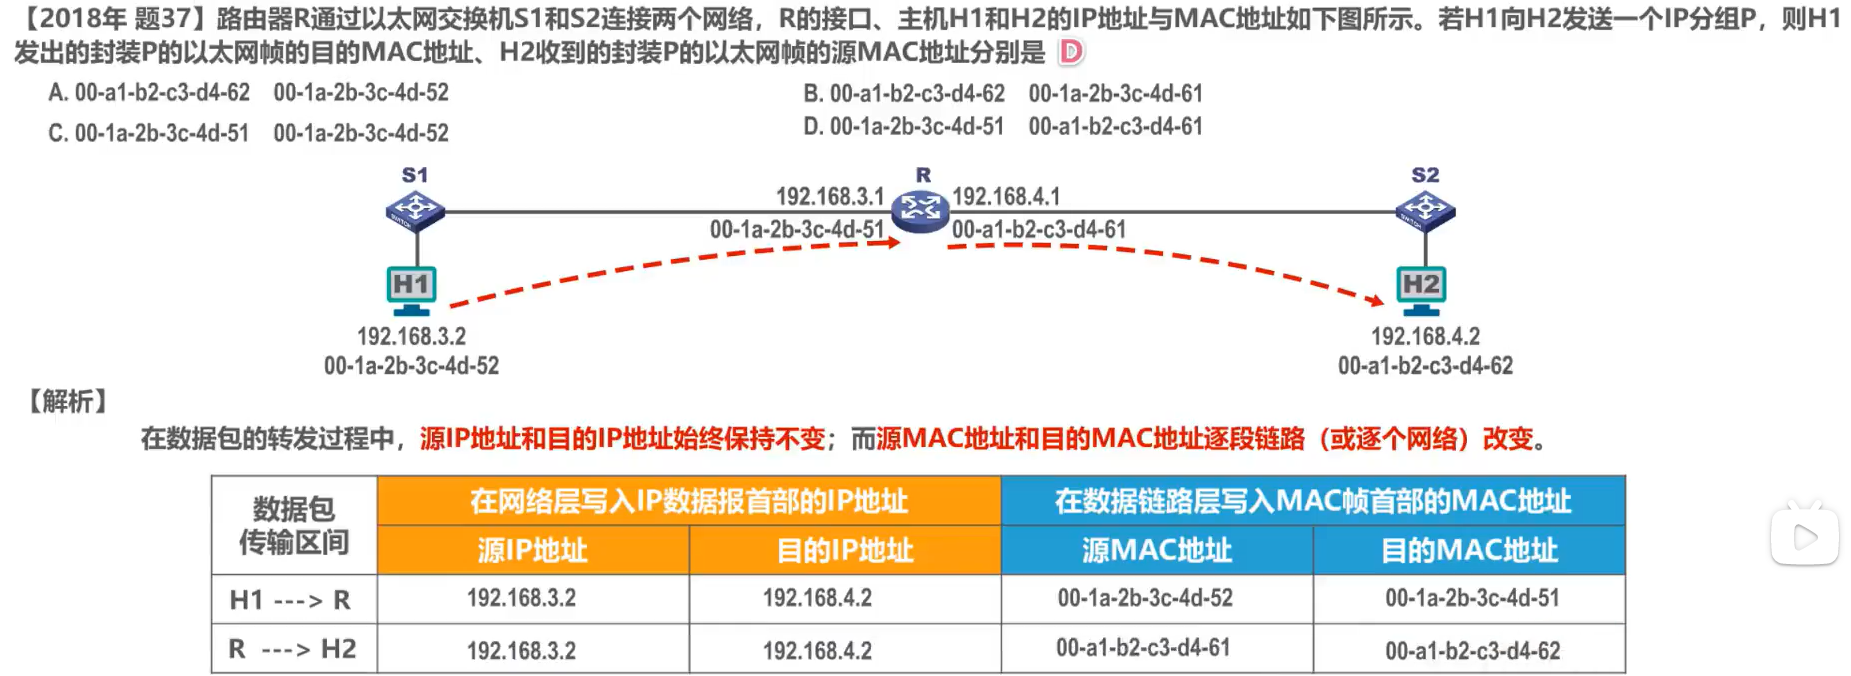 【2018年 题37】路由器R通过以太网交换机S1和S2连接两个网络，R的接口、主机H1和H2的IP地址与MAC地址如下图所示。若H1向H2发送一个IP分组P，则H1
发出的封装P的以太网帧的目的MAC地址、H2收到的封装P的以太网帧的源MAC地址分别是 D
A. 00-a1-b2-c3-d4-62 00-1a-2b-3c-4d-52
B. 00-a1-b2-c3-d4-62 00-1a-2b-3c-4d-61
C. 00-1a-2b-3c-4d-51 00-1a-2b-3c-4d-52
D. 00-1a-2b-3c-4d-51 00-a1-b2-c3-d4-61
S1
R
S2
192.168.3.1
192.168.4.1
SWITCH
SWITCH
00-1a-2b-3c-4d-51
00-a1-b2-c3-d4-61
H1
H2
192.168.3.2
192.168.4.2
00-1a-2b-3c-4d-52
00-a1-b2-c3-d4-62
【解析】
在数据包的转发过程中，源IP地址和目的IP地址始终保持不变；而源MAC地址和目的MAC地址逐段链路（或逐个网络）改变。
数据包
传输区间
在网络层写入IP数据报首部的IP地址
在数据链路层写入MAC帧首部的MAC地址
源IP地址
目的IP地址
源MAC地址
目的MAC地址
H1 ---> R
192.168.3.2
192.168.4.2
00-1a-2b-3c-4d-52
00-1a-2b-3c-4d-51
R ---> H2
192.168.3.2
192.168.4.2
00-a1-b2-c3-d4-61
00-a1-b2-c3-d4-62